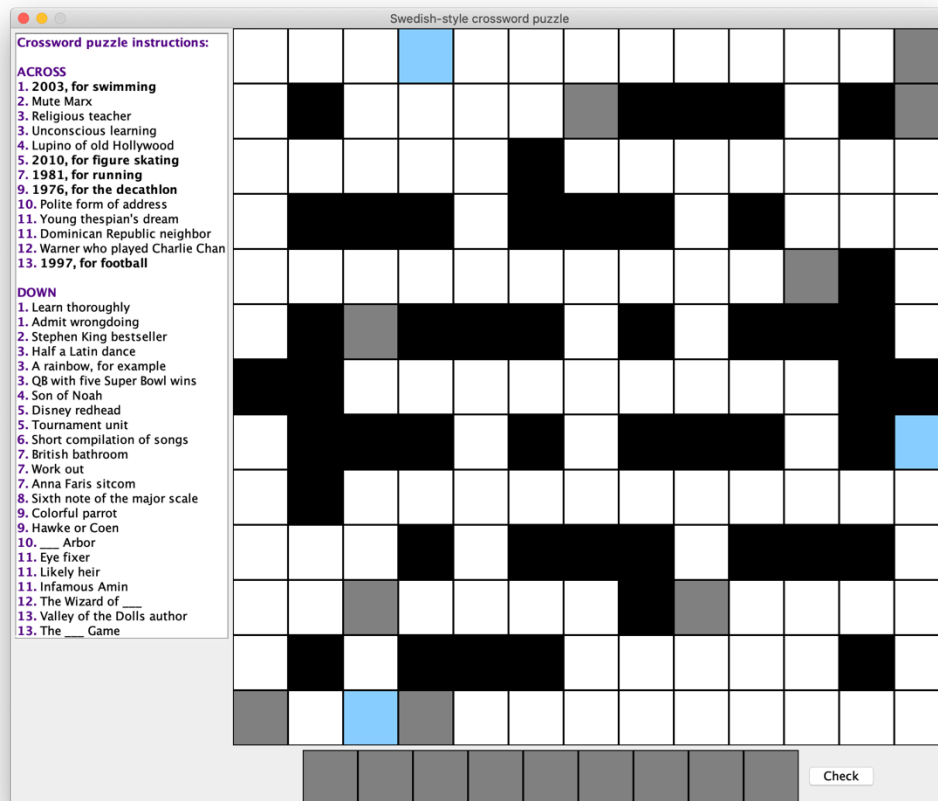 Swedish-style crossword puzzle
Crossword puzzle instructions:
ACROSS
1. 2003, for swimming
2. Mute Marx
3. Religious teacher
3. Unconscious learning
4. Lupino of old Hollywood
5. 2010, for figure skating
7. 1981, for running
9. 1976, for the decathlon
10. Polite form of address
11. Young thespian's dream
11. Dominican Republic neighbor
12. Warner who played Charlie Chan
13. 1997, for football
DOWN
1. Learn thoroughly
1. Admit wrongdoing
2. Stephen King bestseller
3. Half a Latin dance
3. A rainbow, for example
3. QB with five Super Bowl wins
4. Son of Noah
5. Disney redhead
5. Tournament unit
6. Short compilation of songs
7. British bathroom
7. Work out
7. Anna Faris sitcom
8. Sixth note of the major scale
9. Colorful parrot
9. Hawke or Coen
10. ___ Arbor
11. Eye fixer
11. Likely heir
11. Infamous Amin
12. The Wizard of ___
13. Valley of the Dolls author
13. The ___ Game
Check